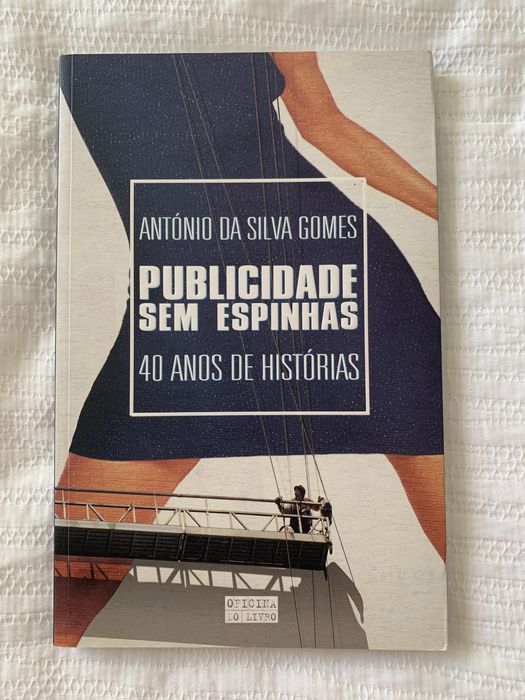 ANTÓNIO DA SILVA GOMES
PUBLICIDADE
SEM ESPINHAS
40 ANOS DE HISTÓRIAS
OFICINA
DO LIVRO